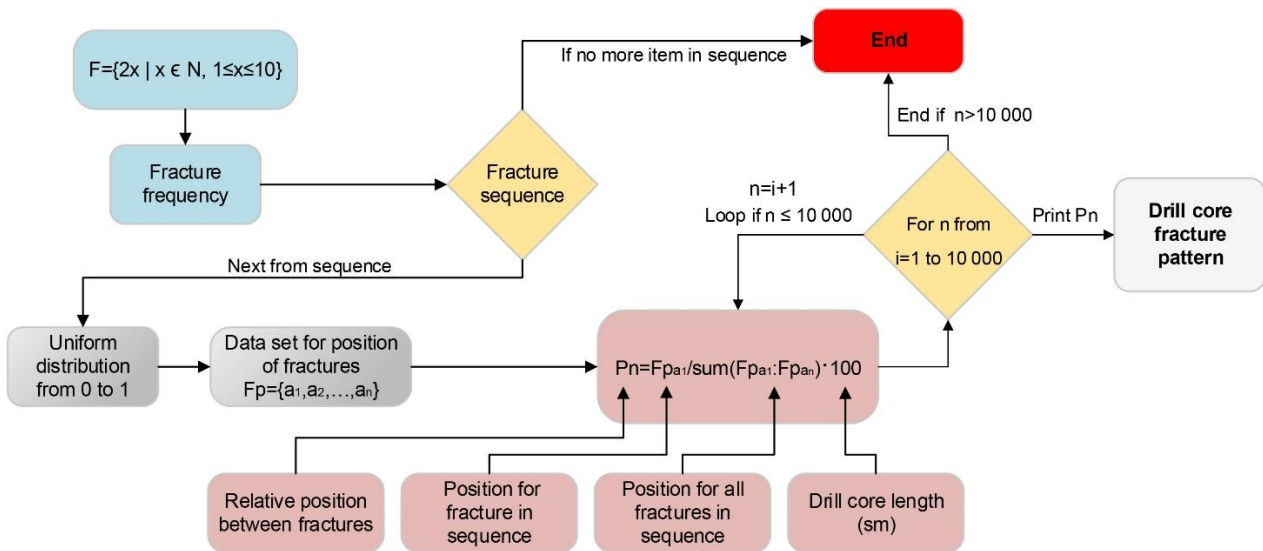 F={2x | x ϵ N, 1≤x≤10}
Fracture
frequency
Fracture
sequence
If no more item in sequence
End
End if n>10 000
n=i+1
Loop if n ≤ 10 000
For n from
i=1 to 10 000
Print Pn
Drill core
fracture
pattern
Next from sequence
Uniform
distribution
from 0 to 1
Data set for position
of fractures
Fp={a₁,a₂,…,aₙ}
Pn=Fpₐ₁/sum(Fpₐ₁:Fpₐₙ)·100
Relative position
between fractures
Position for
fracture in
sequence
Position for all
fractures in
sequence
Drill core length
(sm)